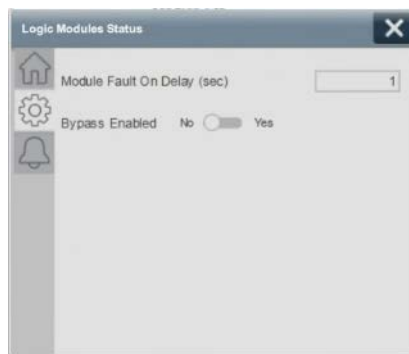 Logic Modules Status
Module Fault On Delay (sec) 1
Bypass Enabled No Yes